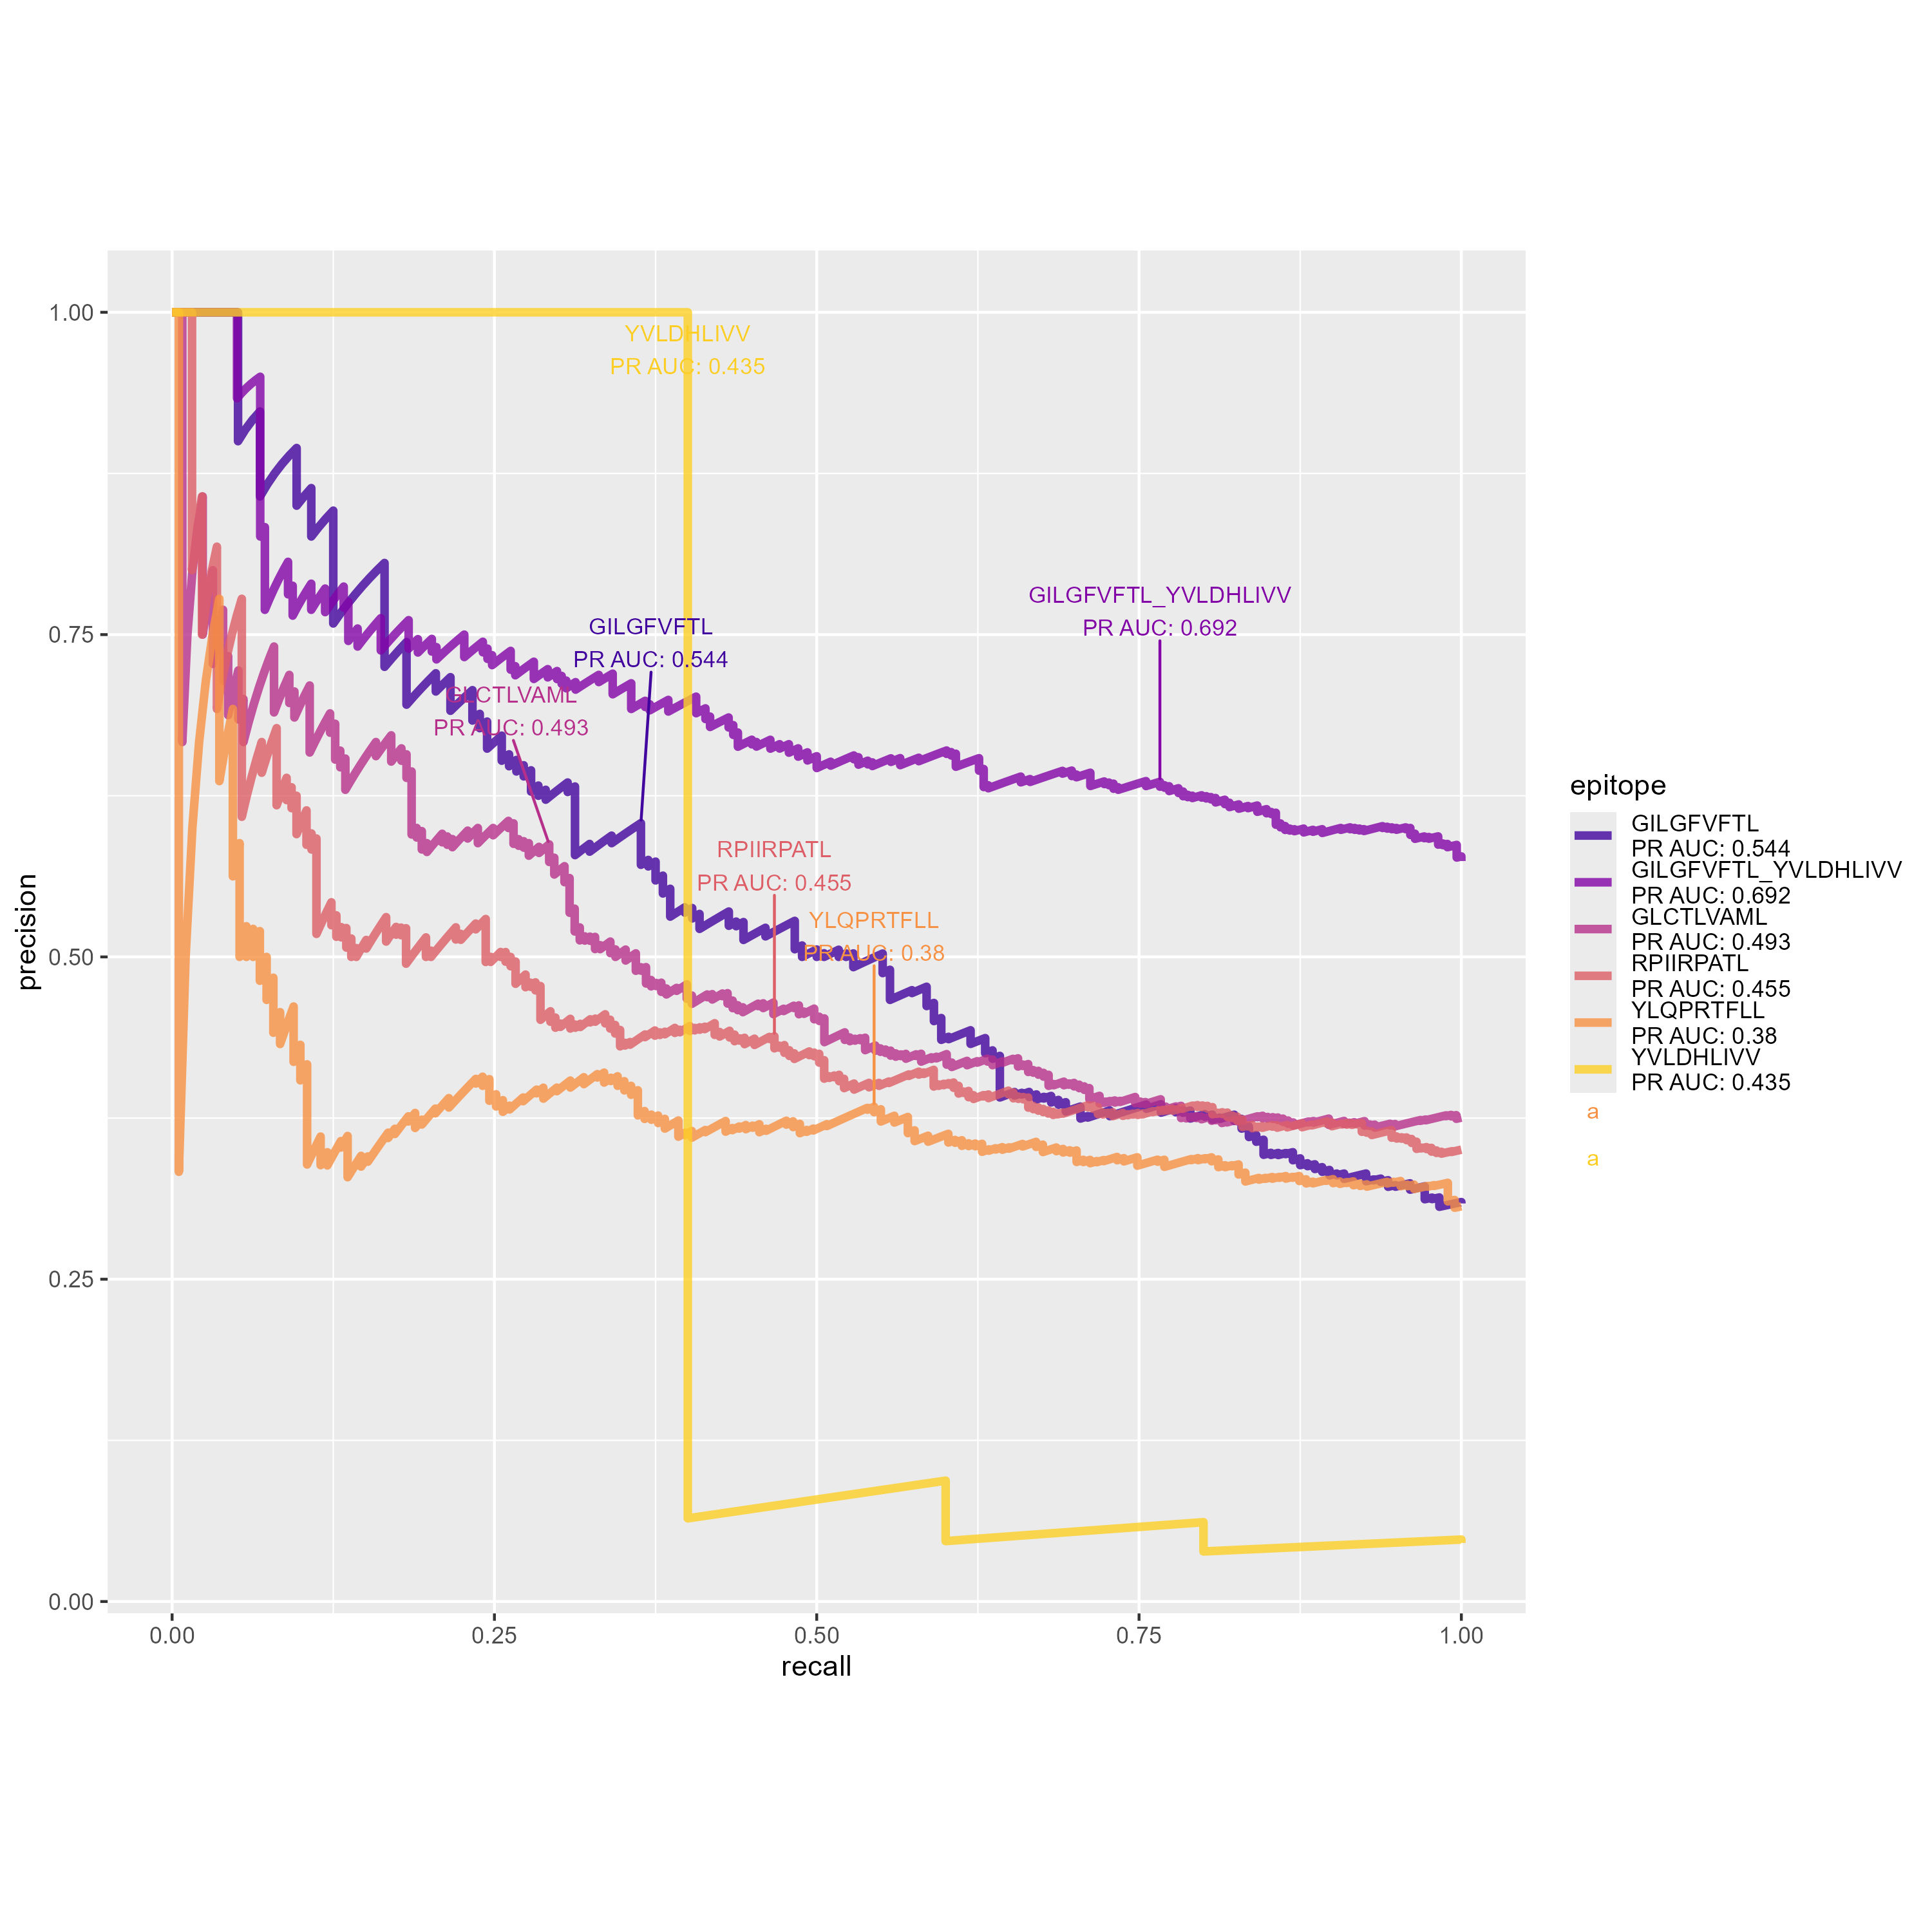 1.00
0.75
0.50
0.25
0.00
precision
0.00
0.25
0.50
0.75
1.00
recall
YVLDHLIVV
PR AUC: 0.435
GILGFVFTL_YVLDHLIVV
PR AUC: 0.692
GILGFVFTL
PR AUC: 0.544
GLCTLVAML
PR AUC: 0.493
RPIIRPATL
PR AUC: 0.455
YLQPRTFLL
PR AUC: 0.38
epitope
GILGFVFTL
PR AUC: 0.544
GILGFVFTL_YVLDHLIVV
PR AUC: 0.692
GLCTLVAML
PR AUC: 0.493
RPIIRPATL
PR AUC: 0.455
YLQPRTFLL
PR AUC: 0.38
YVLDHLIVV
PR AUC: 0.435
a
a